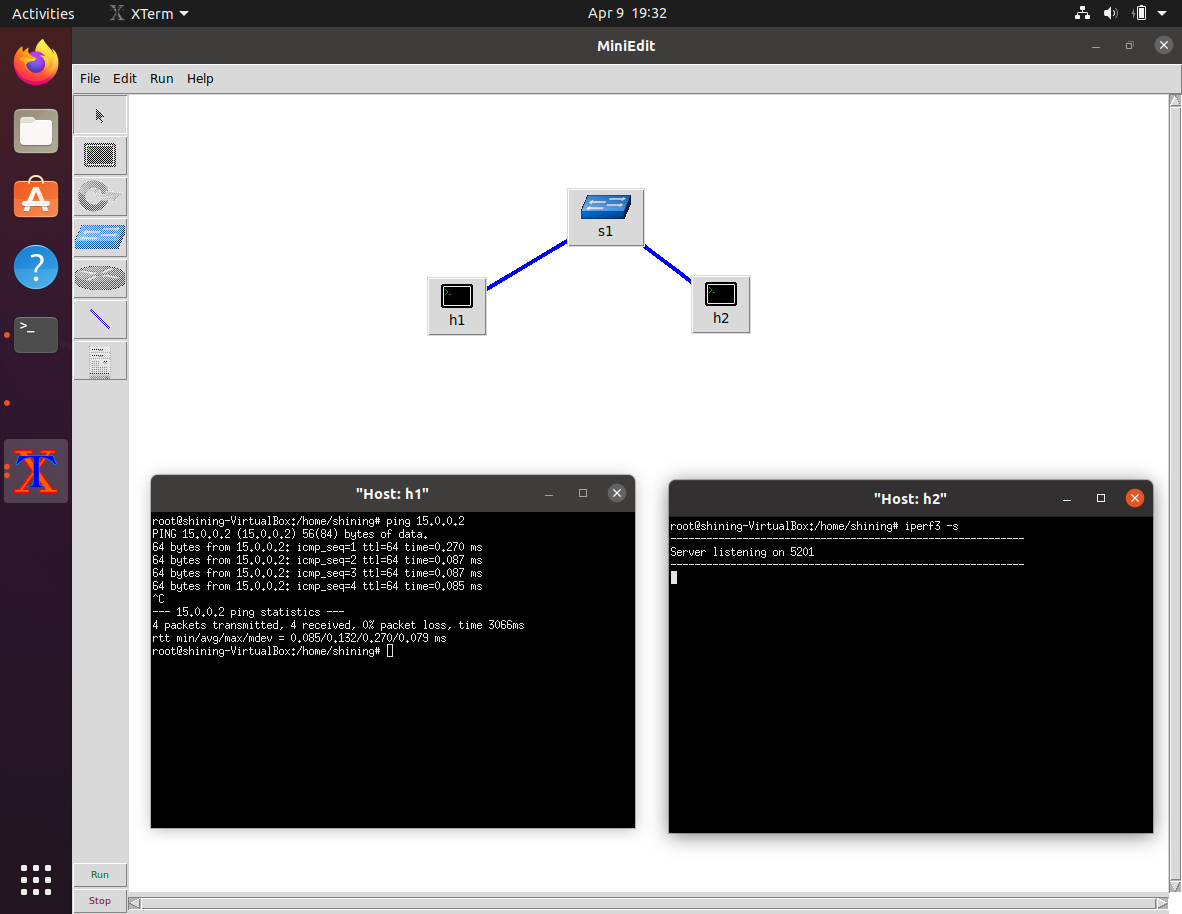 Activities XTerm Apr 9 19:32
MiniEdit
File Edit Run Help
s1
h1
h2
"Host: h1"
root@shining-VirtualBox:/home/shining# ping 15.0.0.2
PING 15.0.0.2 (15.0.0.2) 56(84) bytes of data.
64 bytes from 15.0.0.2: icmp_seq=1 ttl=64 time=0.270 ms
64 bytes from 15.0.0.2: icmp_seq=2 ttl=64 time=0.087 ms
64 bytes from 15.0.0.2: icmp_seq=3 ttl=64 time=0.087 ms
64 bytes from 15.0.0.2: icmp_seq=4 ttl=64 time=0.085 ms
^C
--- 15.0.0.2 ping statistics ---
4 packets transmitted, 4 received, 0% packet loss, time 3066ms
rtt min/avg/max/mdev = 0.085/0.132/0.270/0.079 ms
root@shining-VirtualBox:/home/shining#
"Host: h2"
root@shining-VirtualBox:/home/shining# iperf3 -s
-----------------------------------------------------------
Server listening on 5201
-----------------------------------------------------------
Run
Stop